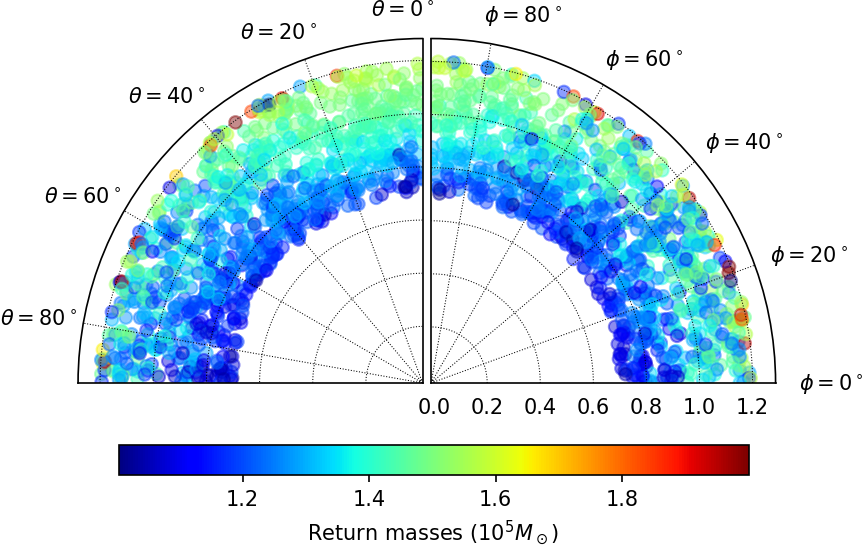 θ = 0°
ϕ = 80°
θ = 20°
ϕ = 60°
θ = 40°
ϕ = 40°
θ = 60°
ϕ = 20°
θ = 80°
ϕ = 0°
0.0 0.2 0.4 0.6 0.8 1.0 1.2
1.2 1.4 1.6 1.8
Return masses (10⁵M⊙)